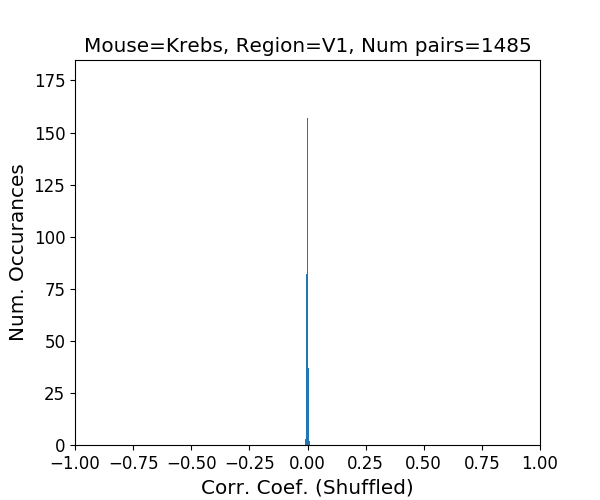 Mouse=Krebs, Region=V1, Num pairs=1485
175
150
125
100
75
50
25
0
Num. Occurances
−1.00 −0.75 −0.50 −0.25 0.00 0.25 0.50 0.75 1.00
Corr. Coef. (Shuffled)